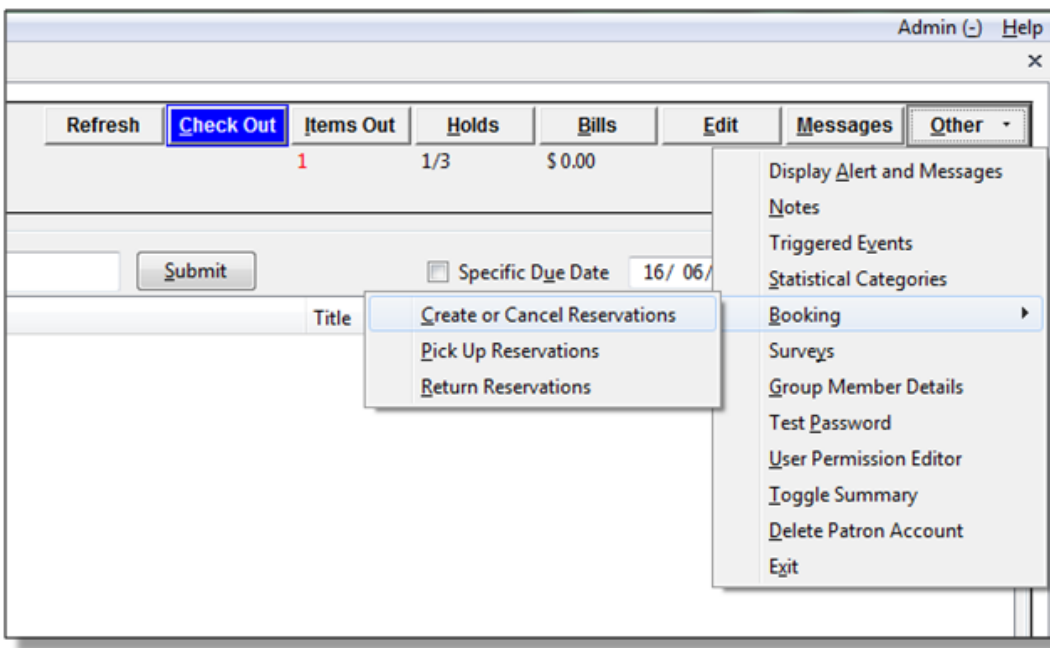 Admin (-) Help
×
Refresh Check Out Items Out Holds Bills Edit Messages Other
1 1/3 $ 0.00
Display Alert and Messages
Notes
Triggered Events
Submit Specific Due Date 16/ 06/
Statistical Categories
Title Create or Cancel Reservations Booking
Pick Up Reservations Surveys
Return Reservations Group Member Details
Test Password
User Permission Editor
Toggle Summary
Delete Patron Account
Exit